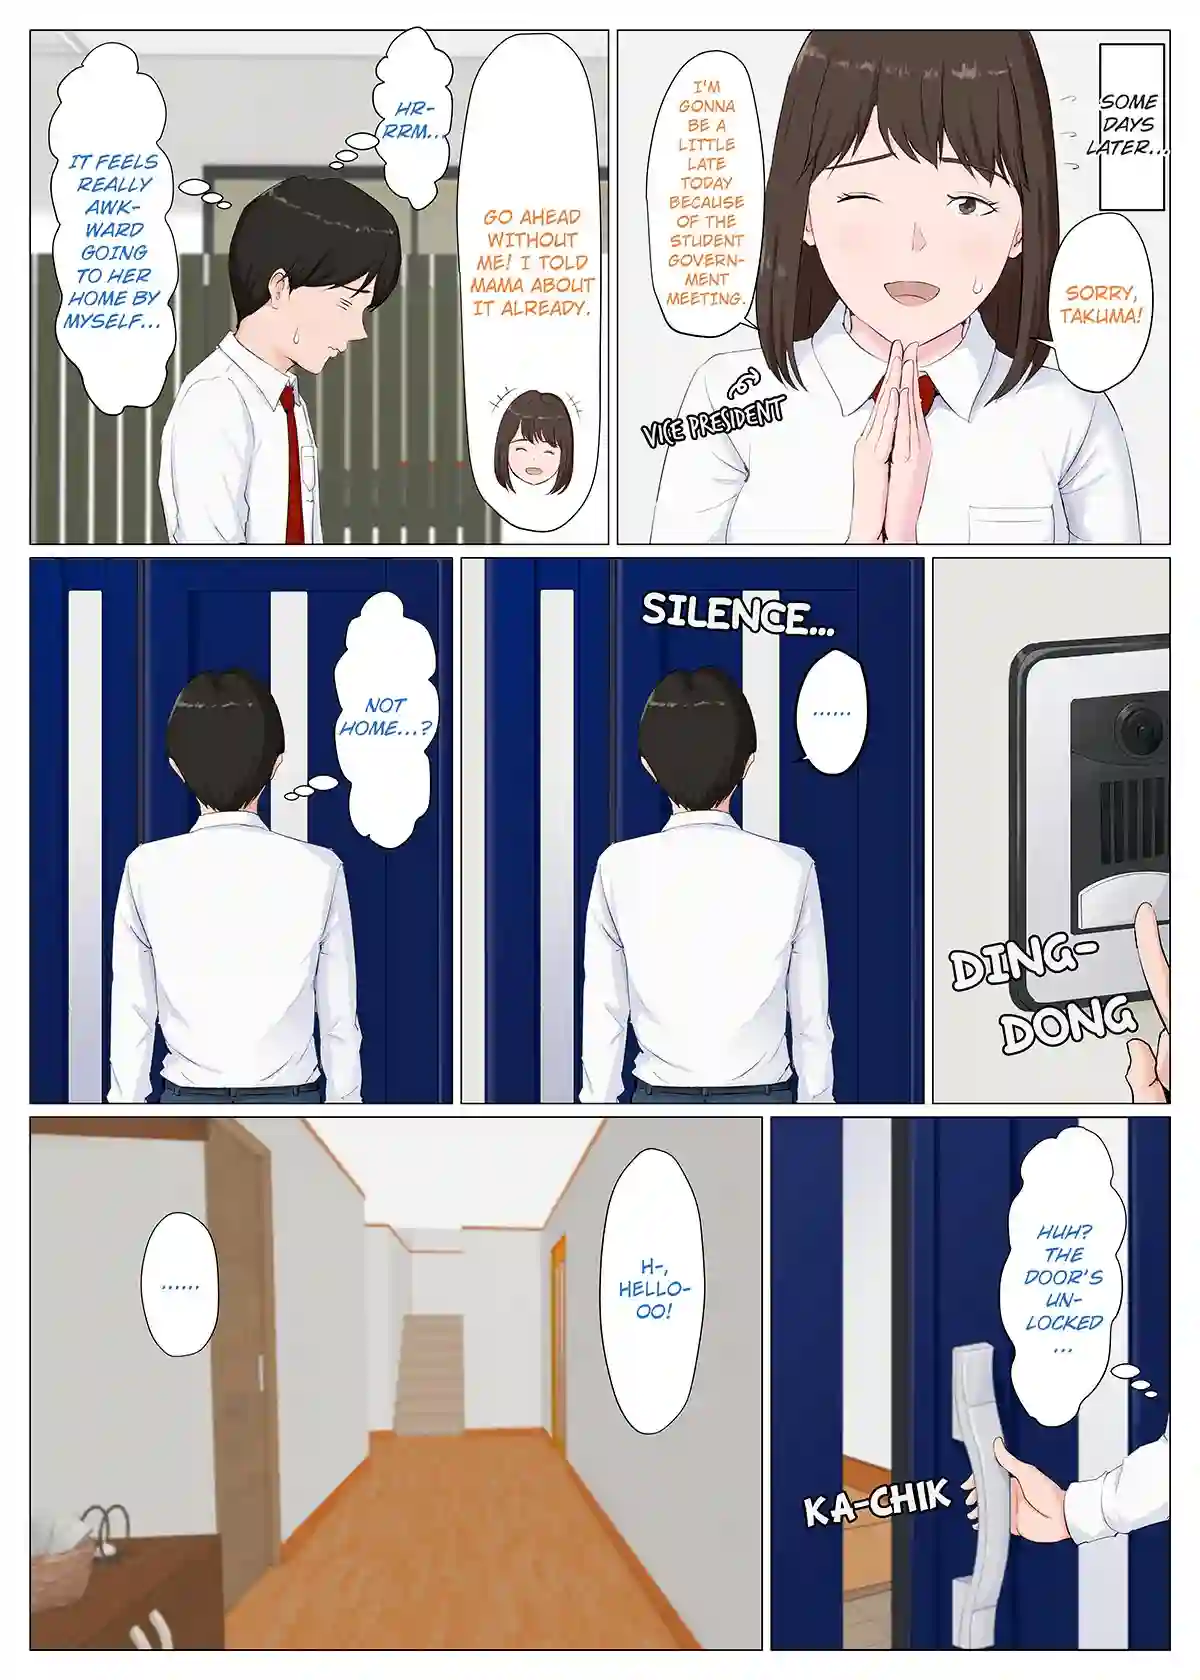 SOME
DAYS
LATER...
SORRY,
TAKUMA!
I'M
GONNA
BE A
LITTLE
LATE
TODAY
BECAUSE
OF THE
STUDENT
GOVERN-
MENT
MEETING.
VICE PRESIDENT
GO AHEAD
WITHOUT
ME! I TOLD
MAMA ABOUT
IT ALREADY.
HR-
RRM...
IT FEELS
REALLY
AWK-
WARD
GOING
TO HER
HOME BY
MYSELF...
DING-
DONG
SILENCE...
......
NOT
HOME...?
HUH?
THE
DOOR'S
UN-
LOCKED
...
KA-CHIK
H-,
HELLO-
OO!
......